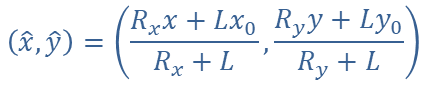 (x̂, ŷ) = ( (R_x x + L x_0) / (R_x + L) , (R_y y + L y_0) / (R_y + L) )